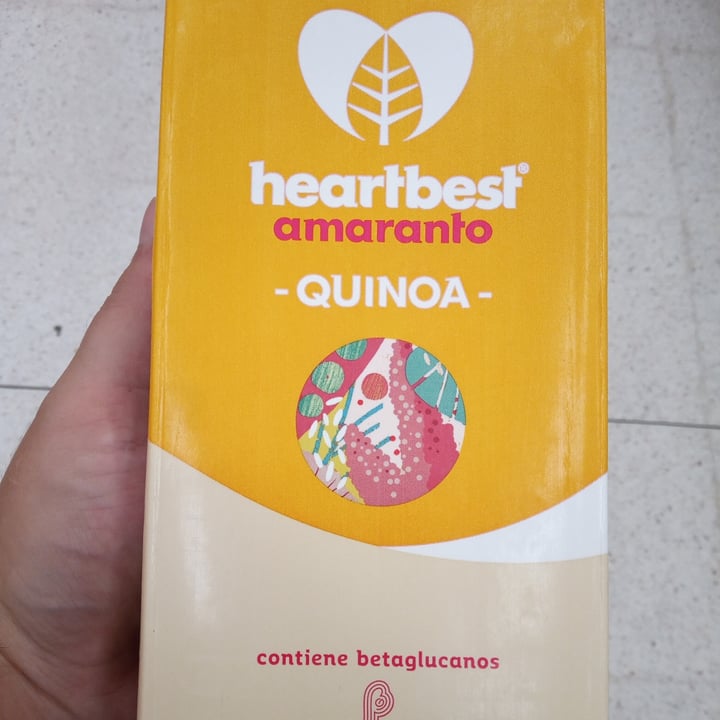 heartbest®
amaranto
- QUINOA -
contiene betaglucanos